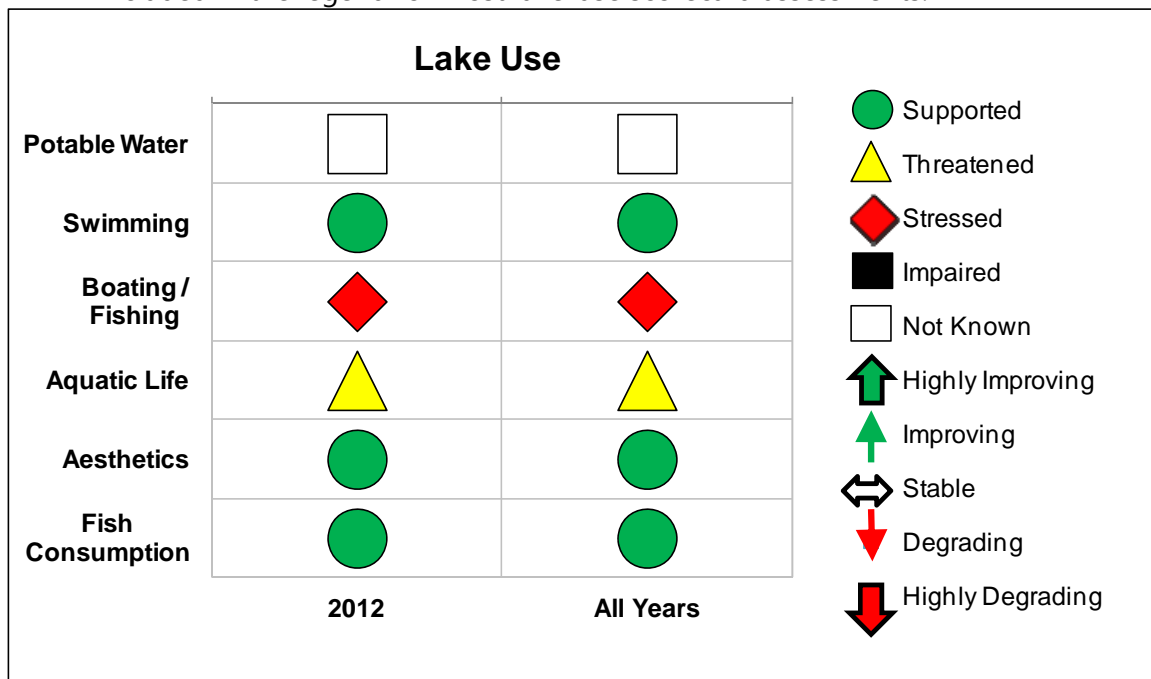 assessments.
Lake Use
Potable Water
Swimming
Boating /
Fishing
Aquatic Life
Aesthetics
Fish
Consumption
2012 All Years
Supported
Threatened
Stressed
Impaired
Not Known
Highly Improving
Improving
Stable
Degrading
Highly Degrading